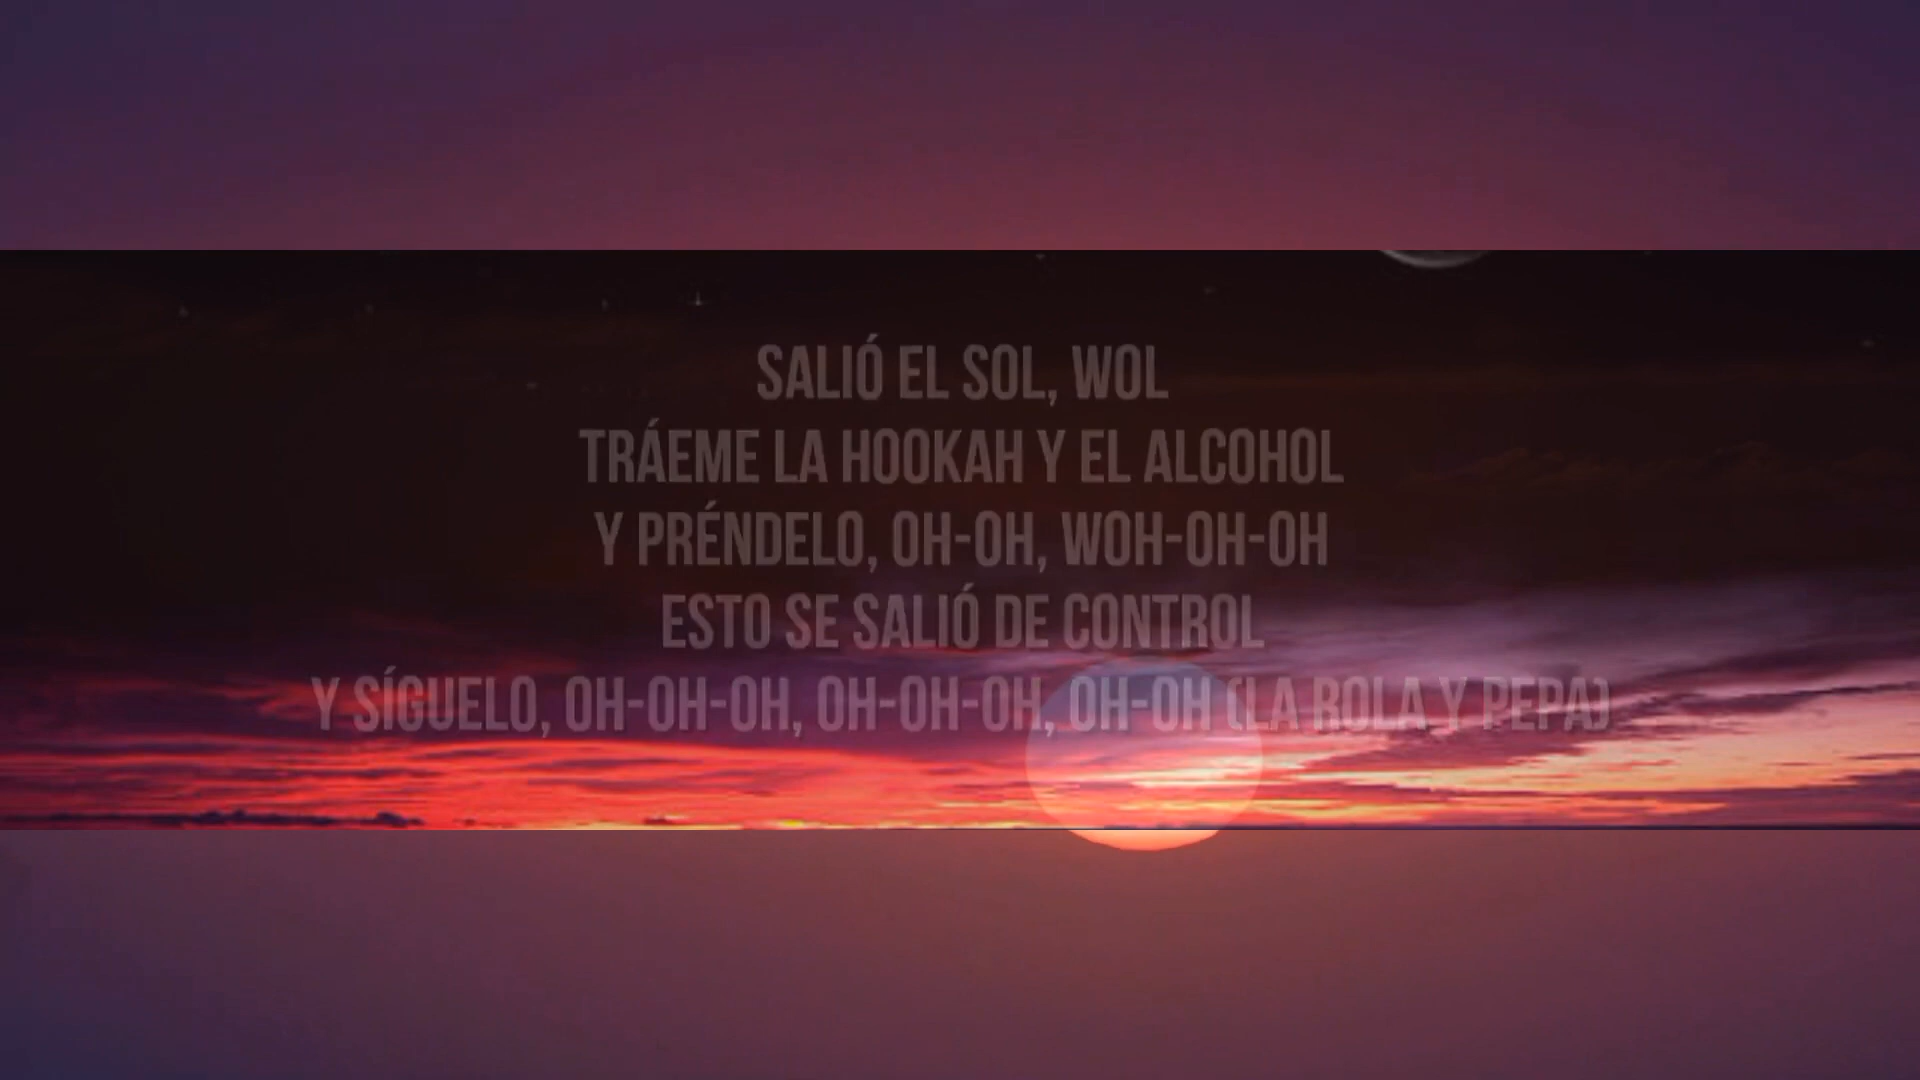 SALIÓ EL SOL, WOL
TRÁEME LA HOOKAH Y EL ALCOHOL
Y PRÉNDELO, OH-OH, WOH-OH-OH
ESTO SE SALIÓ DE CONTROL
Y SÍGUELO, OH-OH-OH, OH-OH-OH, OH-OH (LA ROLA Y PEPA)